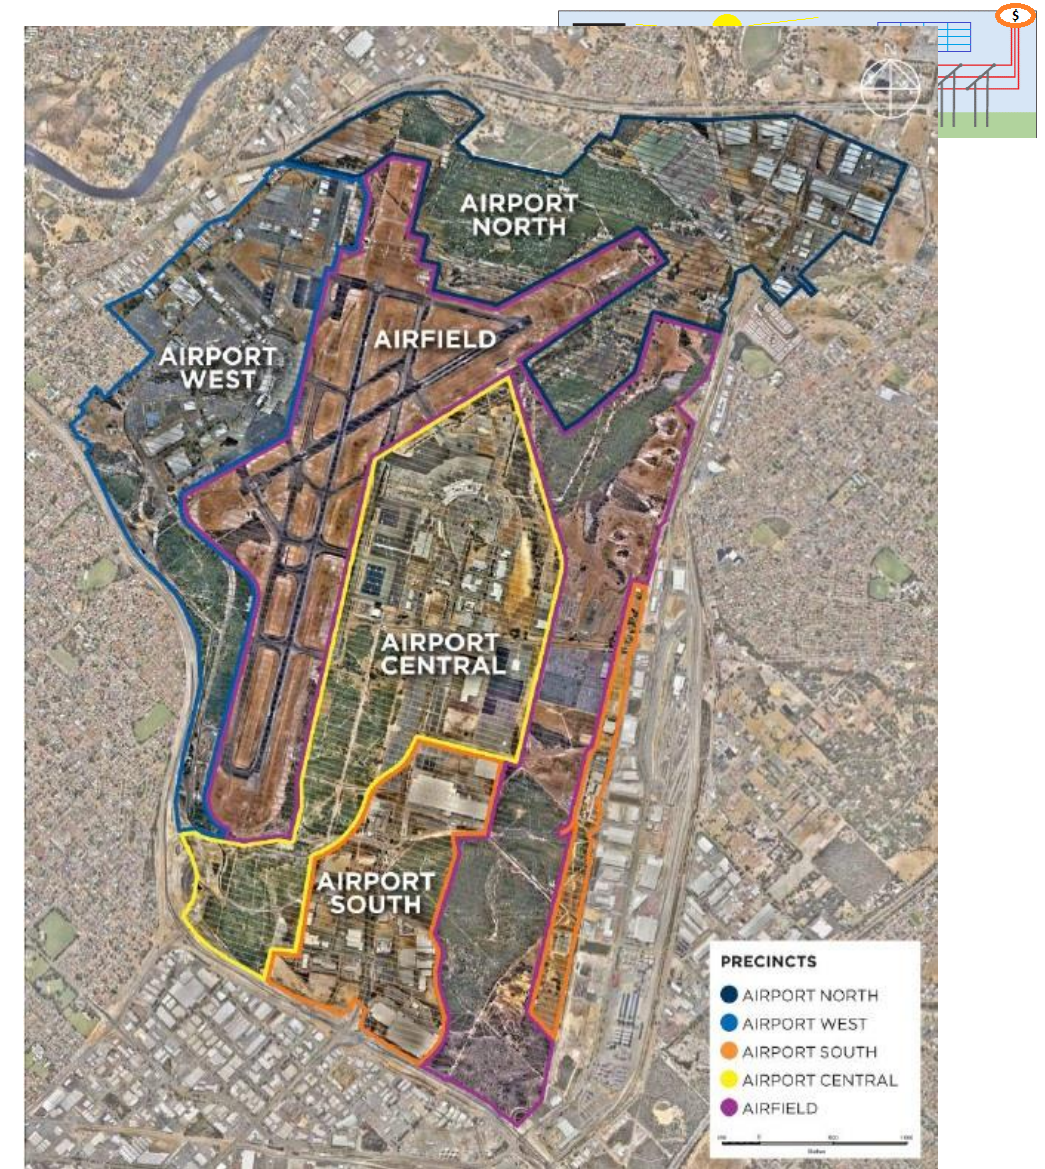 $
AIRPORT
NORTH
AIRFIELD
AIRPORT
WEST
AIRPORT
CENTRAL
AIRPORT
SOUTH
PRECINCTS
AIRPORT NORTH
AIRPORT WEST
AIRPORT SOUTH
AIRPORT CENTRAL
AIRFIELD
0